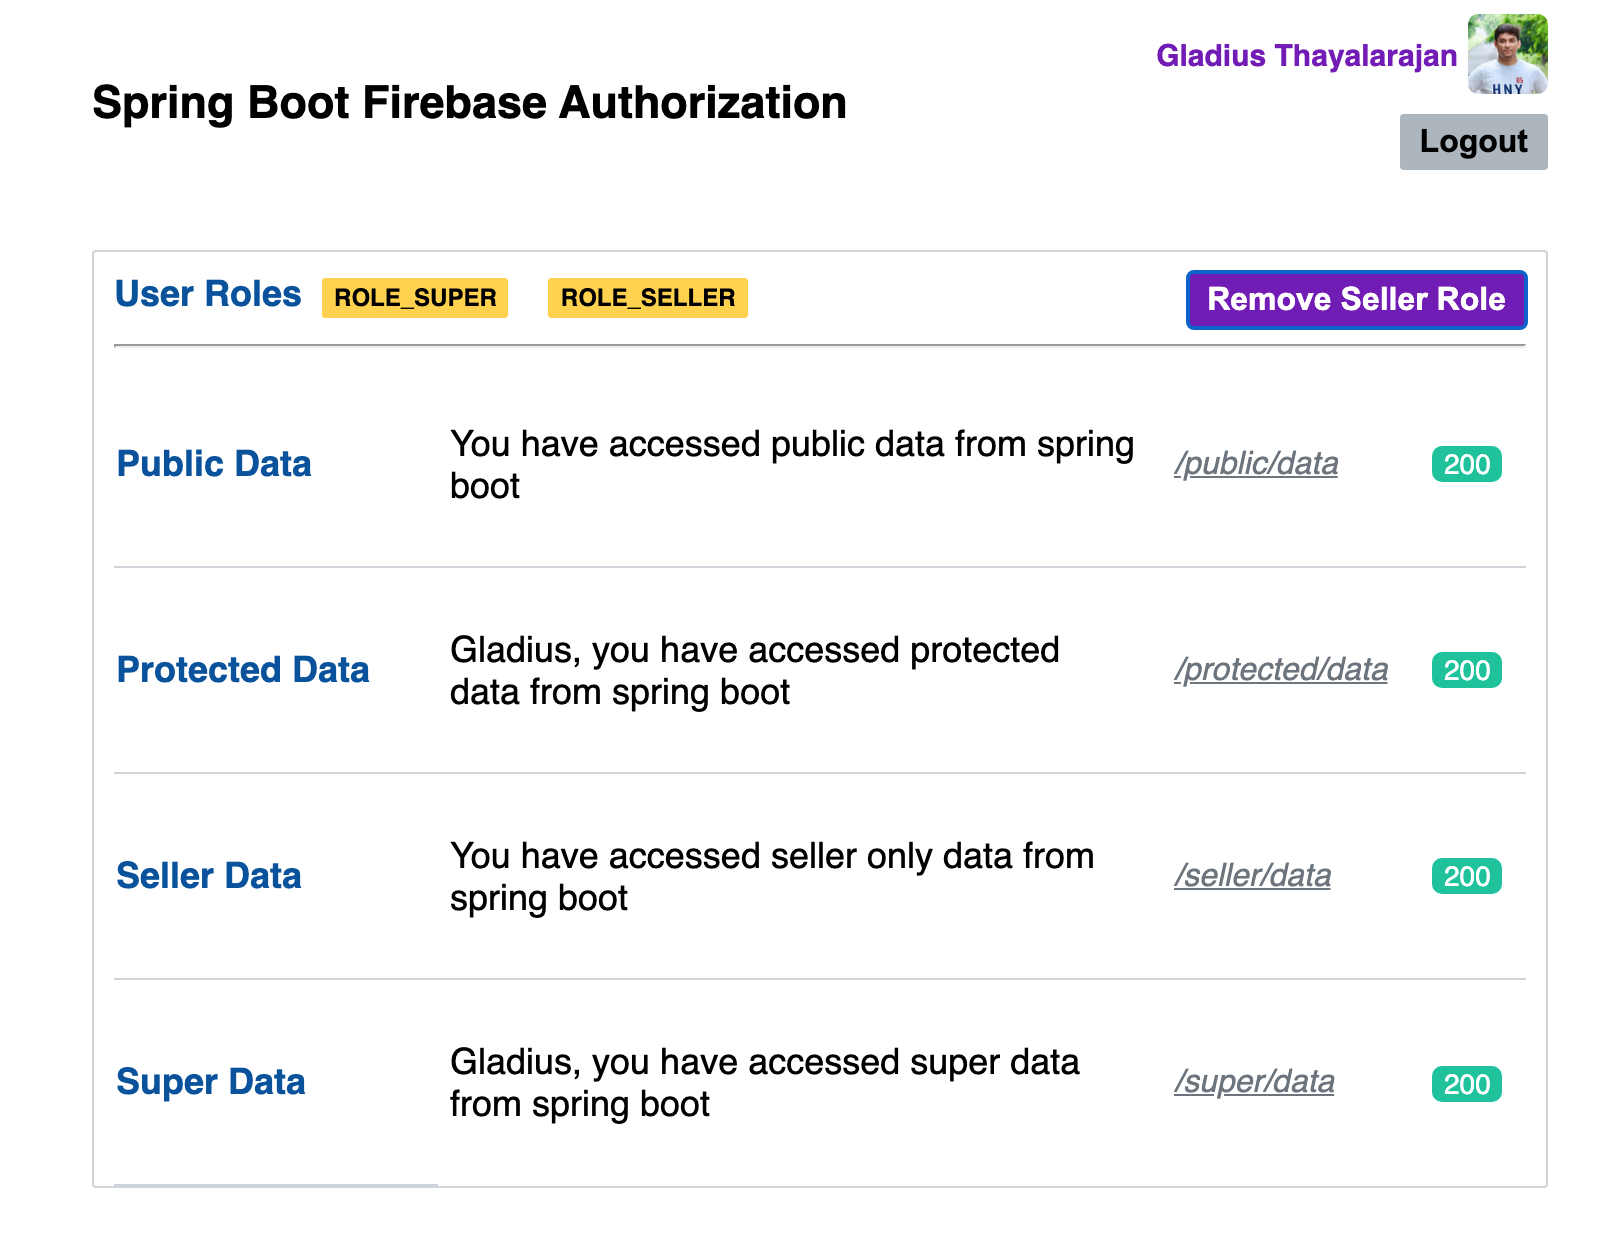 Gladius Thayalarajan
HNY
Spring Boot Firebase Authorization
Logout
User Roles ROLE_SUPER ROLE_SELLER Remove Seller Role
Public Data You have accessed public data from spring
boot /public/data 200
Protected Data Gladius, you have accessed protected
data from spring boot /protected/data 200
Seller Data You have accessed seller only data from
spring boot /seller/data 200
Super Data Gladius, you have accessed super data
from spring boot /super/data 200